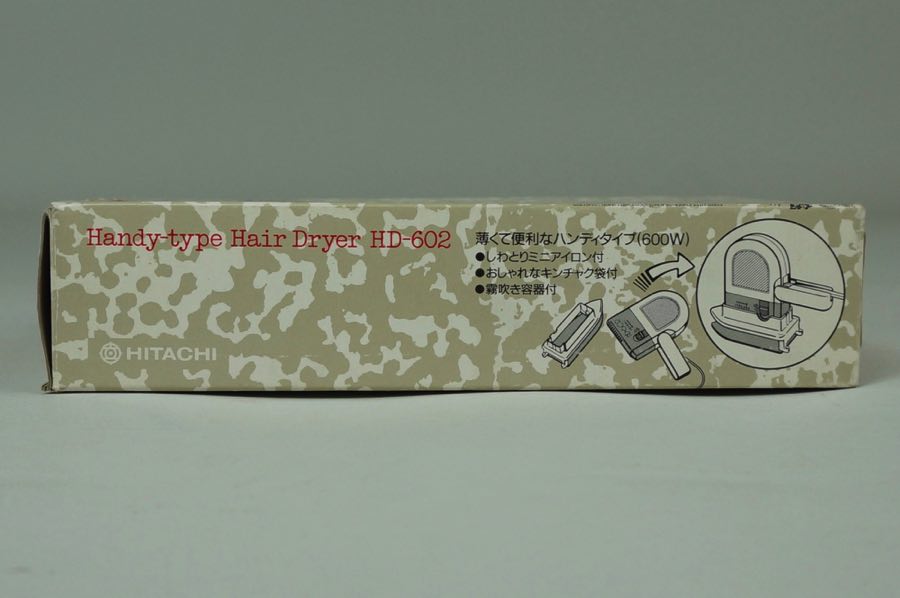 Handy-type Hair Dryer HD-602
薄くて便利なハンディタイプ(600W)
●しわとりミニアイロン付
●おしゃれなキンチャク袋付
●霧吹き容器付
HITACHI